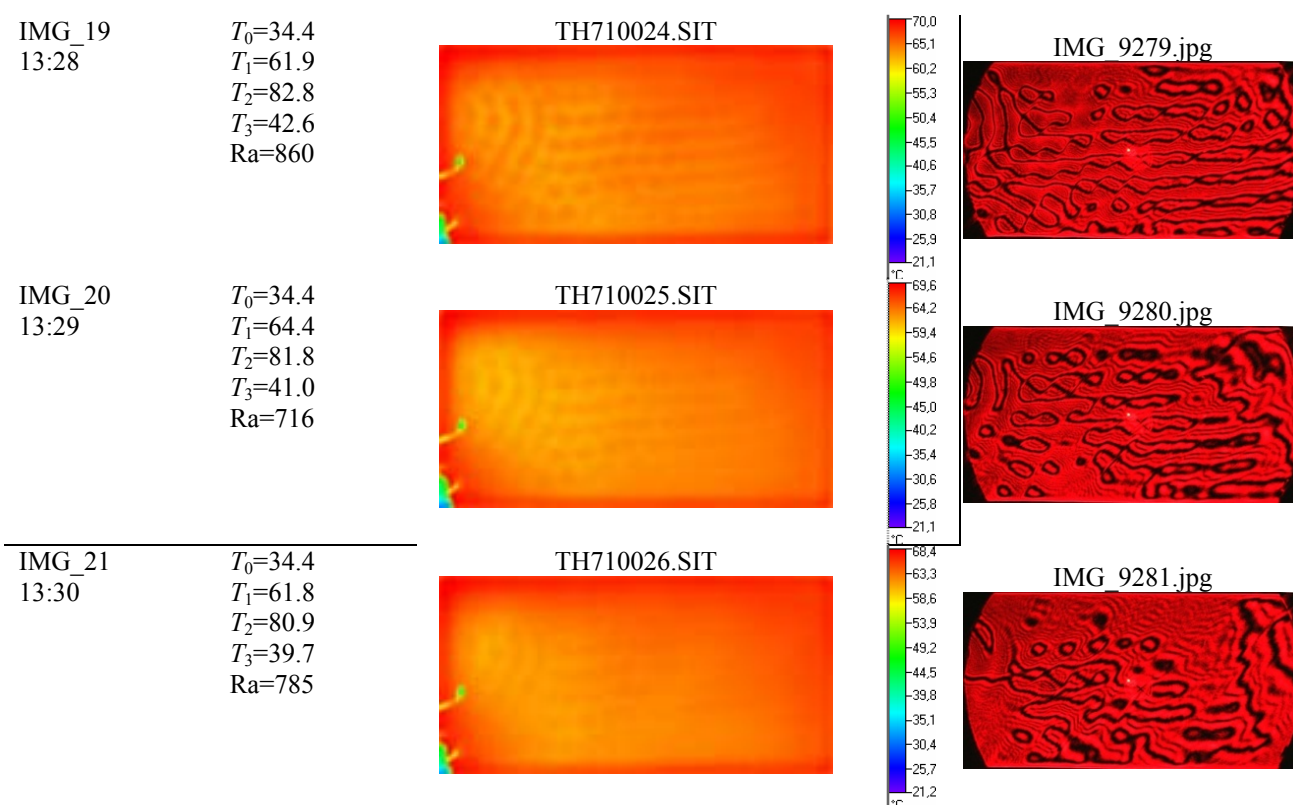 IMG_19
13:28
T₀=34.4
T₁=61.9
T₂=82.8
T₃=42.6
Ra=860
TH710024.SIT
70,0
65,1
60,2
55,3
50,4
45,5
40,6
35,7
30,8
25,9
21,1
°C
IMG_9279.jpg
IMG_20
13:29
T₀=34.4
T₁=64.4
T₂=81.8
T₃=41.0
Ra=716
TH710025.SIT
69,6
64,2
59,4
54,6
49,8
45,0
40,2
35,4
30,6
25,8
21,1
°C
IMG_9280.jpg
IMG_21
13:30
T₀=34.4
T₁=61.8
T₂=80.9
T₃=39.7
Ra=785
TH710026.SIT
68,4
63,3
58,6
53,9
49,2
44,5
39,8
35,1
30,4
25,7
21,2
°C
IMG_9281.jpg